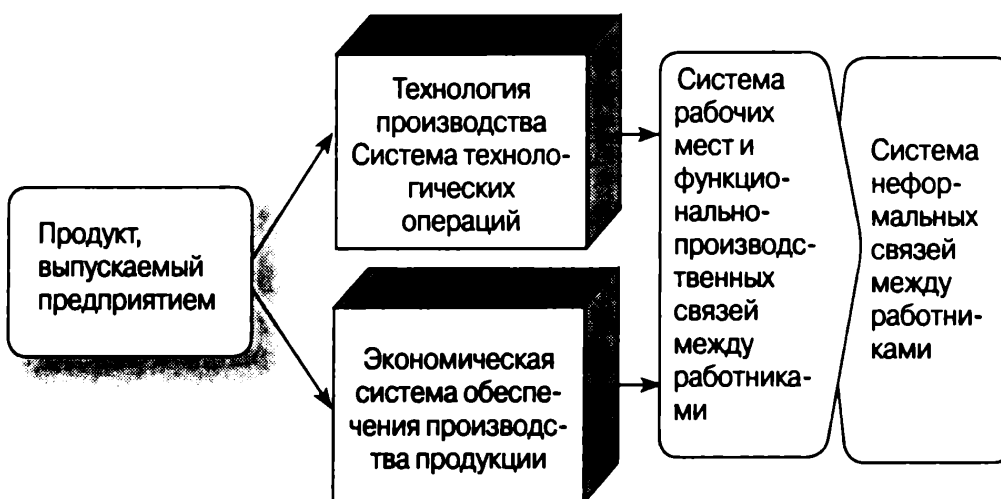 Продукт,
выпускаемый
предприятием
Технология
производства
Система техноло-
гических
операций
Экономическая
система обеспе-
чения производс-
тва продукции
Система
рабочих
мест и
функцио-
нально-
производс-
твенных
связей
между
работника-
ми
Система
нефор-
мальных
связей
между
работни-
ками